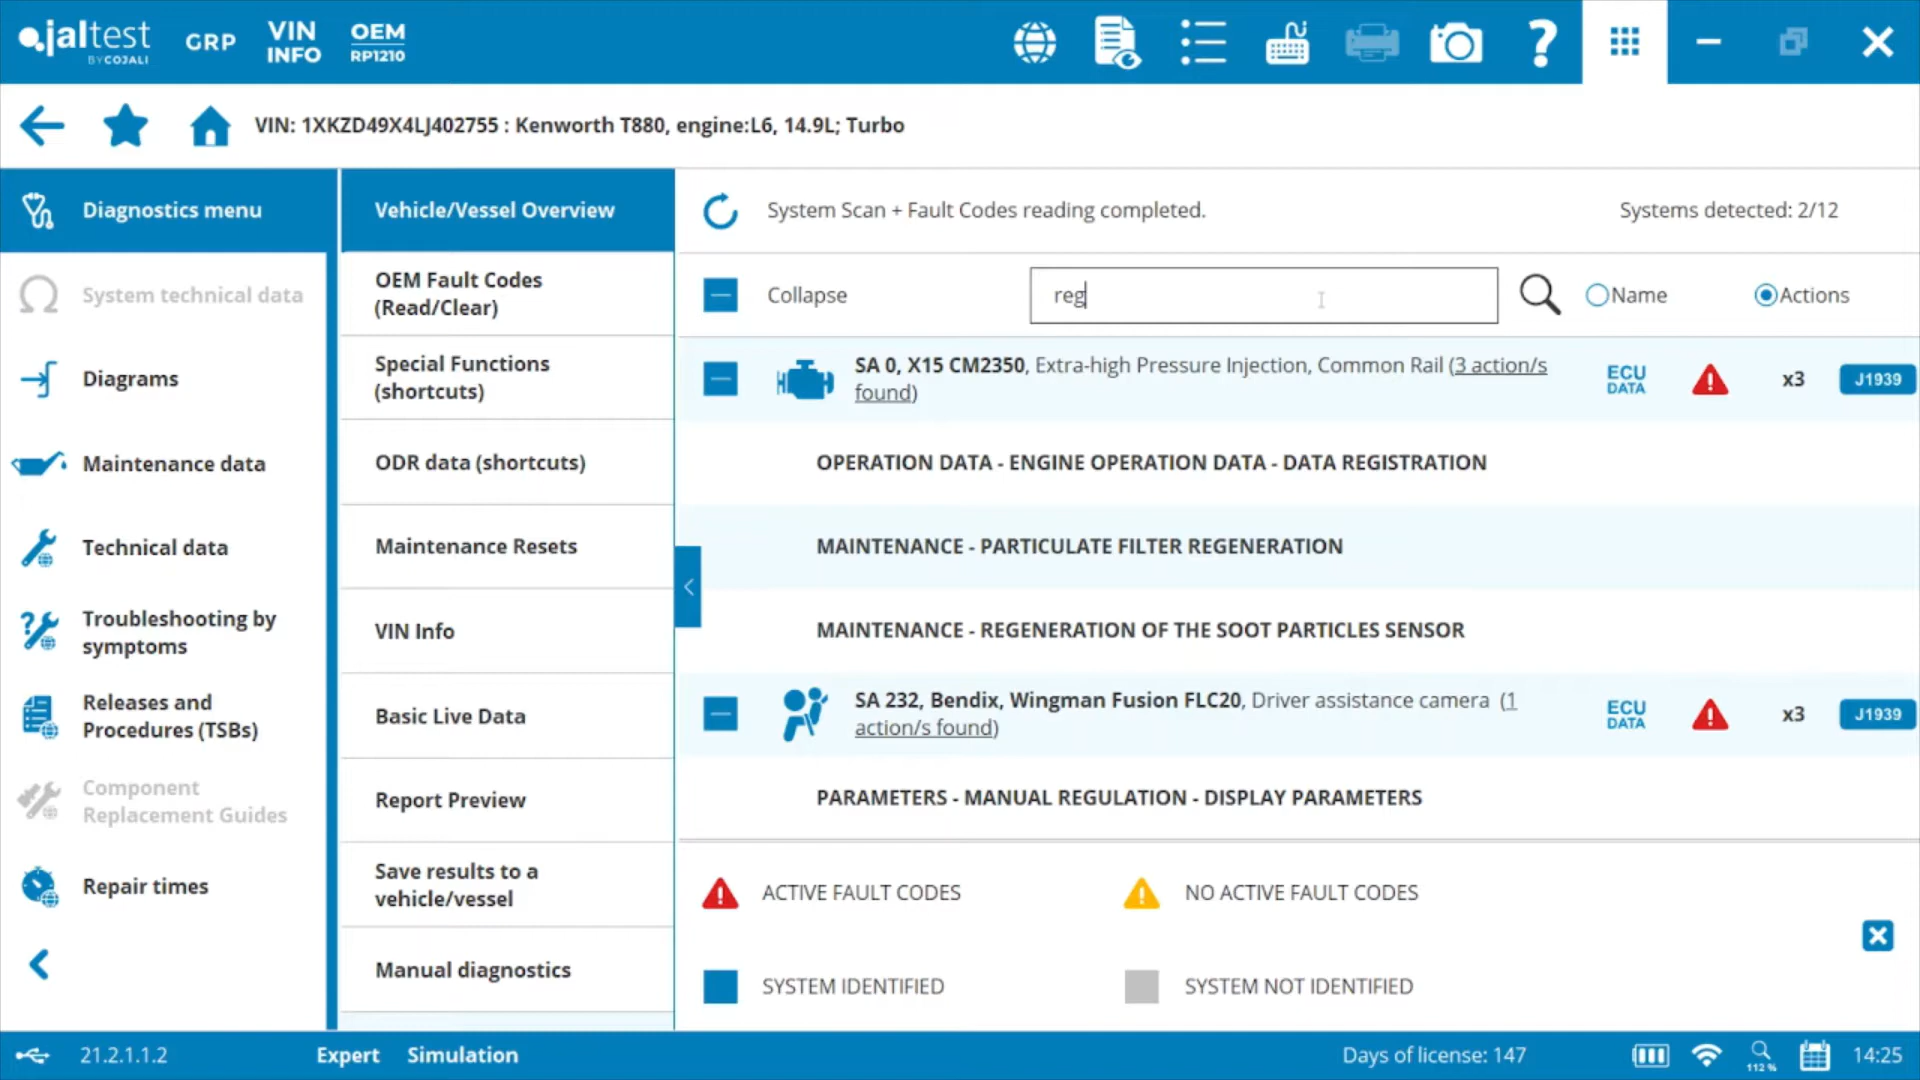 jaltest
BY COJALI
GRP
VIN
INFO
OEM
RP1210
VIN: 1XKZD49X4LJ402755 : Kenworth T880, engine:L6, 14.9L; Turbo
Diagnostics menu
System technical data
Diagrams
Maintenance data
Technical data
Troubleshooting by
symptoms
Releases and
Procedures (TSBs)
Component
Replacement Guides
Repair times
Vehicle/Vessel Overview
OEM Fault Codes
(Read/Clear)
Special Functions
(shortcuts)
ODR data (shortcuts)
Maintenance Resets
VIN Info
Basic Live Data
Report Preview
Save results to a
vehicle/vessel
Manual diagnostics
System Scan + Fault Codes reading completed.
Systems detected: 2/12
Collapse
reg
Name
Actions
SA 0, X15 CM2350, Extra-high Pressure Injection, Common Rail (3 action/s
found)
ECU
DATA
x3
J1939
OPERATION DATA - ENGINE OPERATION DATA - DATA REGISTRATION
MAINTENANCE - PARTICULATE FILTER REGENERATION
MAINTENANCE - REGENERATION OF THE SOOT PARTICLES SENSOR
SA 232, Bendix, Wingman Fusion FLC20, Driver assistance camera (1
action/s found)
ECU
DATA
x3
J1939
PARAMETERS - MANUAL REGULATION - DISPLAY PARAMETERS
ACTIVE FAULT CODES
NO ACTIVE FAULT CODES
SYSTEM IDENTIFIED
SYSTEM NOT IDENTIFIED
21.2.1.1.2
Expert
Simulation
Days of license: 147
112 %
14:25